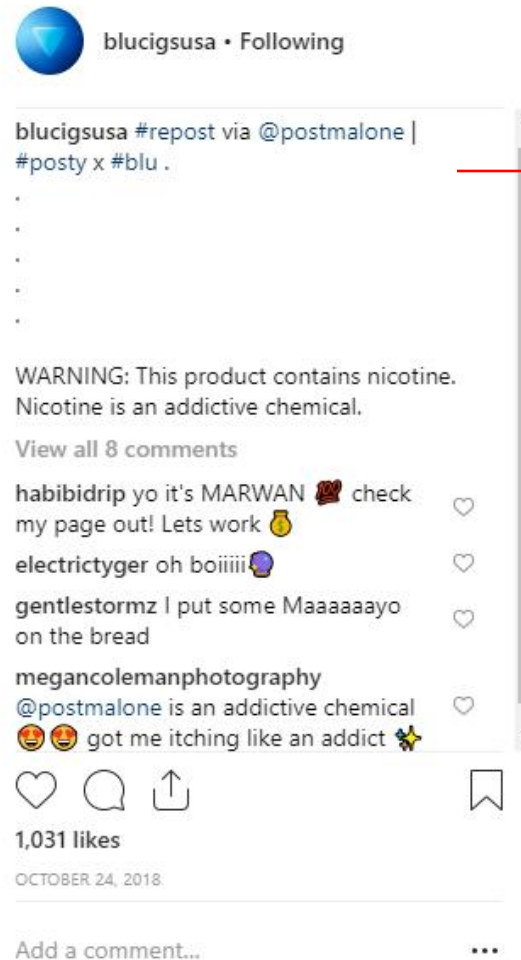 blucigsusa • Following
blucigsusa #repost via @postmalone |
#posty x #blu .
.
.
.
.
.
WARNING: This product contains nicotine.
Nicotine is an addictive chemical.
View all 8 comments
habibidrip yo it's MARWAN 💯 check
my page out! Lets work 💰
electrictyger oh boiiiii🔮
gentlestormz I put some Maaaaaayo
on the bread
megancolemanphotography
@postmalone is an addictive chemical
😍😍 got me itching like an addict ✨
1,031 likes
OCTOBER 24, 2018
Add a comment...